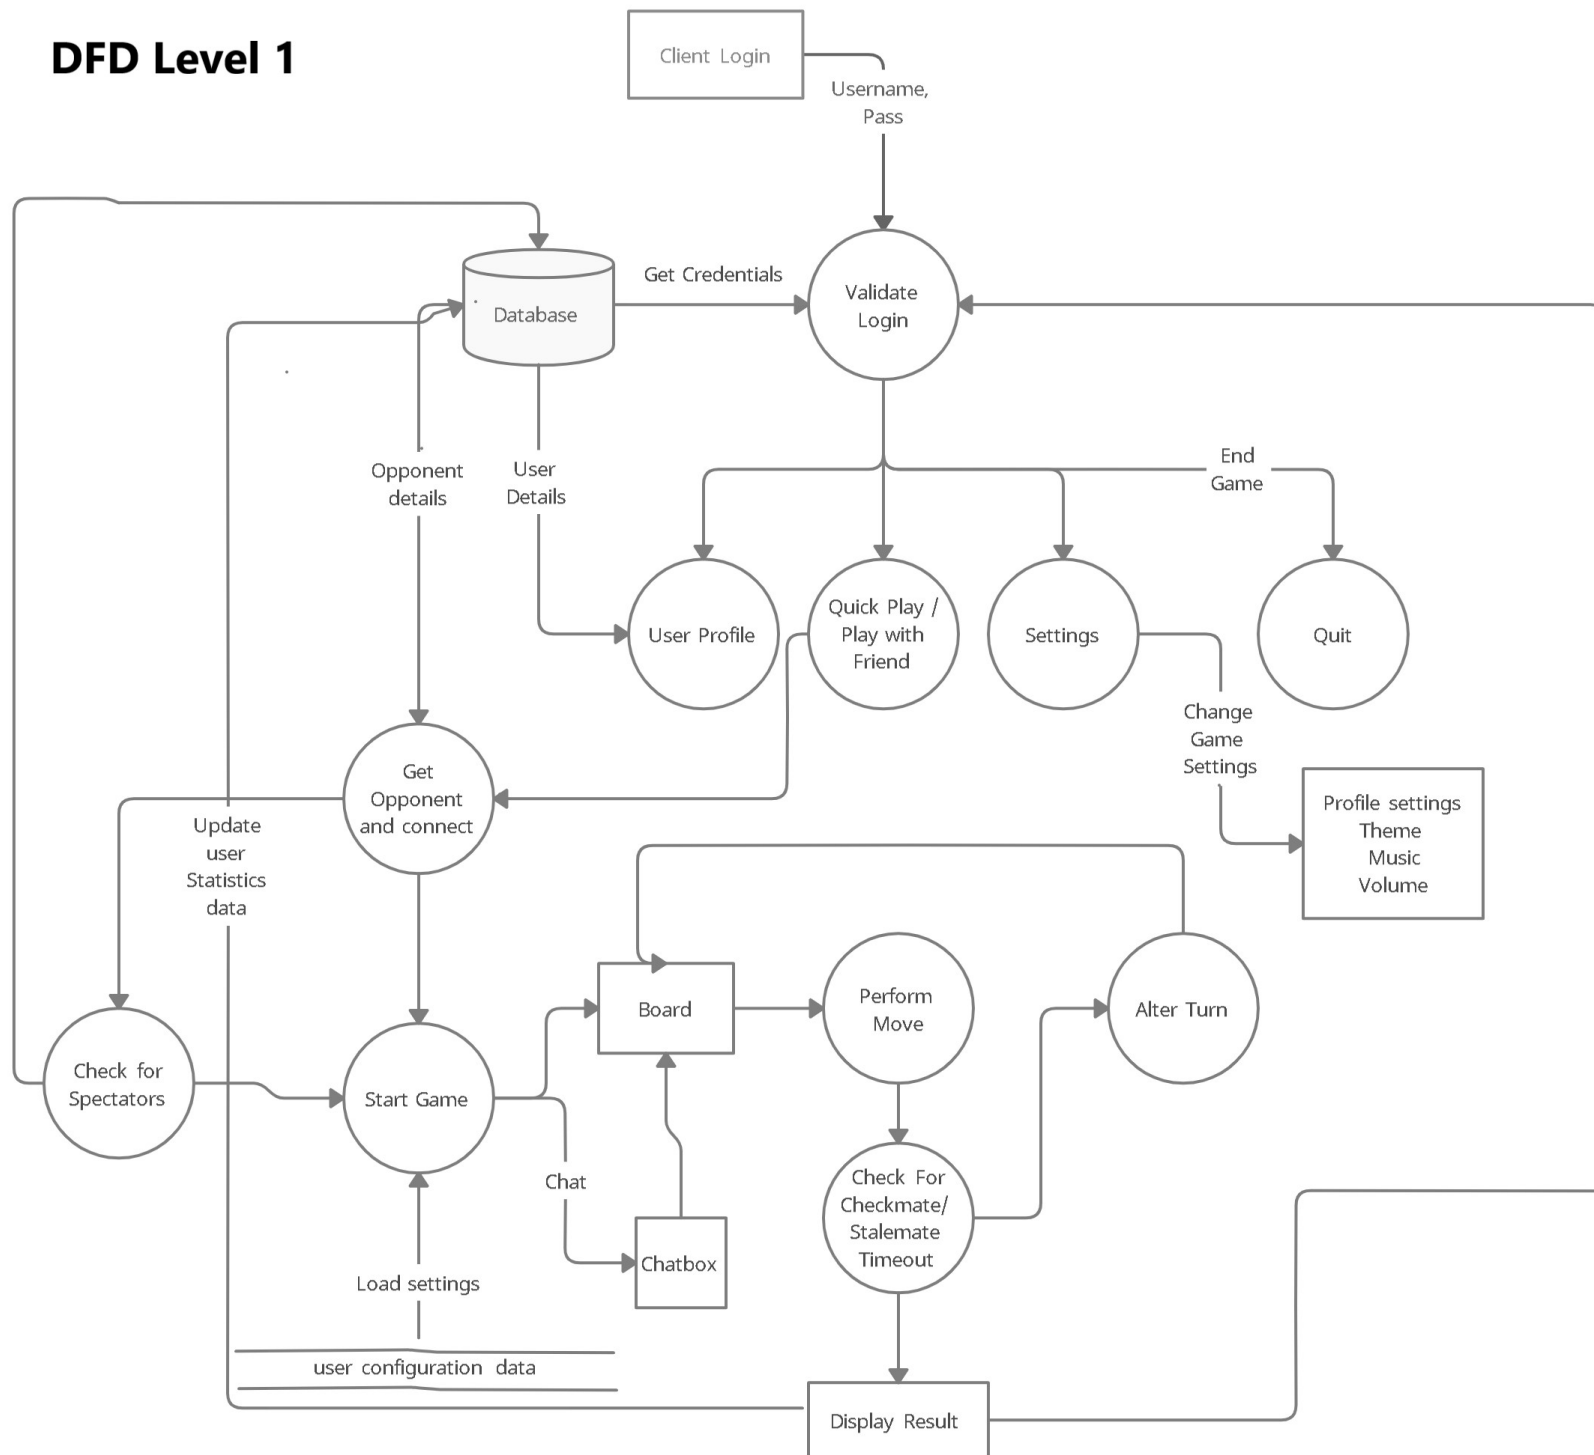 DFD Level 1
Client Login
Username,
Pass
Database
Get Credentials
Validate
Login
Opponent
details
User
Details
End
Game
User Profile
Quick Play /
Play with
Friend
Settings
Quit
Change
Game
Settings
Get
Opponent
and connect
Profile settings
Theme
Music
Volume
Update
user
Statistics
data
Board
Perform
Move
Alter Turn
Check for
Spectators
Start Game
Chat
Check For
Checkmate/
Stalemate
Timeout
Chatbox
Load settings
user configuration data
Display Result